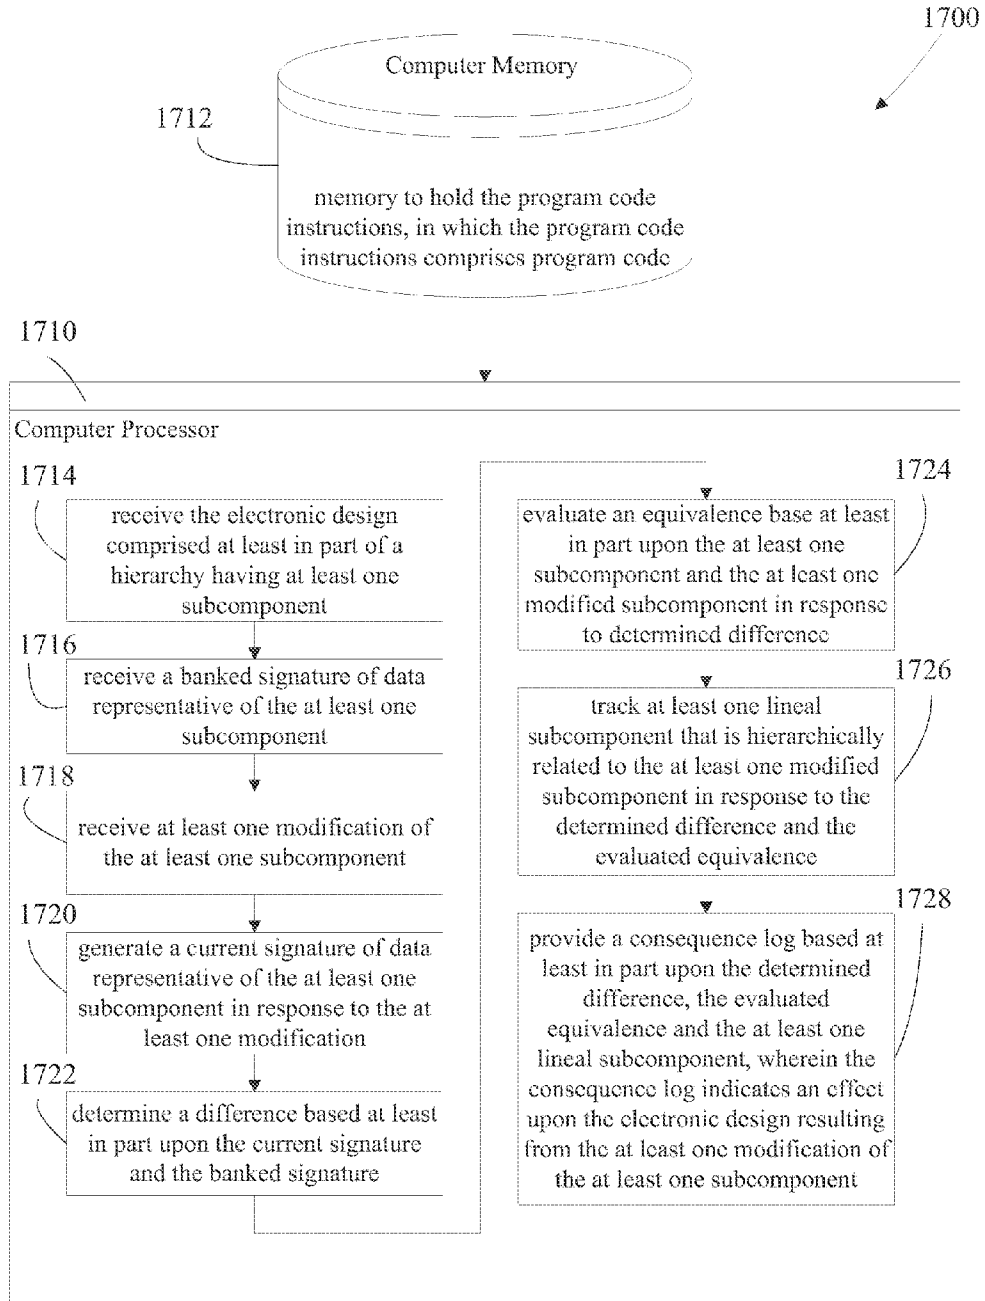 1700
Computer Memory
1712
memory to hold the program code
instructions, in which the program code
instructions comprises program code
1710
Computer Processor
1714
receive the electronic design
comprised at least in part of a
hierarchy having at least one
subcomponent
1716
receive a banked signature of data
representative of the at least one
subcomponent
1718
receive at least one modification of
the at least one subcomponent
1720
generate a current signature of data
representative of the at least one
subcomponent in response to the at
least one modification
1722
determine a difference based at least
in part upon the current signature
and the banked signature
1724
evaluate an equivalence base at least
in part upon the at least one
subcomponent and the at least one
modified subcomponent in response
to determined difference
1726
track at least one lineal
subcomponent that is hierarchically
related to the at least one modified
subcomponent in response to the
determined difference and the
evaluated equivalence
1728
provide a consequence log based at
least in part upon the determined
difference, the evaluated
equivalence and the at least one
lineal subcomponent, wherein the
consequence log indicates an effect
upon the electronic design resulting
from the at least one modification of
the at least one subcomponent